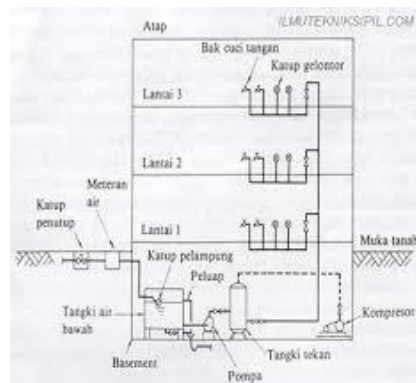 ILMUTEKNIKSIPIL.COM
Atap
Bak cuci tangan
Katup gelontor
Lantai 3
Lantai 2
Meteran
air
Katup
penutup
Lantai 1
Muka tanah
Katup pelampung
Peluap
Tangki air
bawah
Kompresor
Basement
Pompa
Tangki tekan